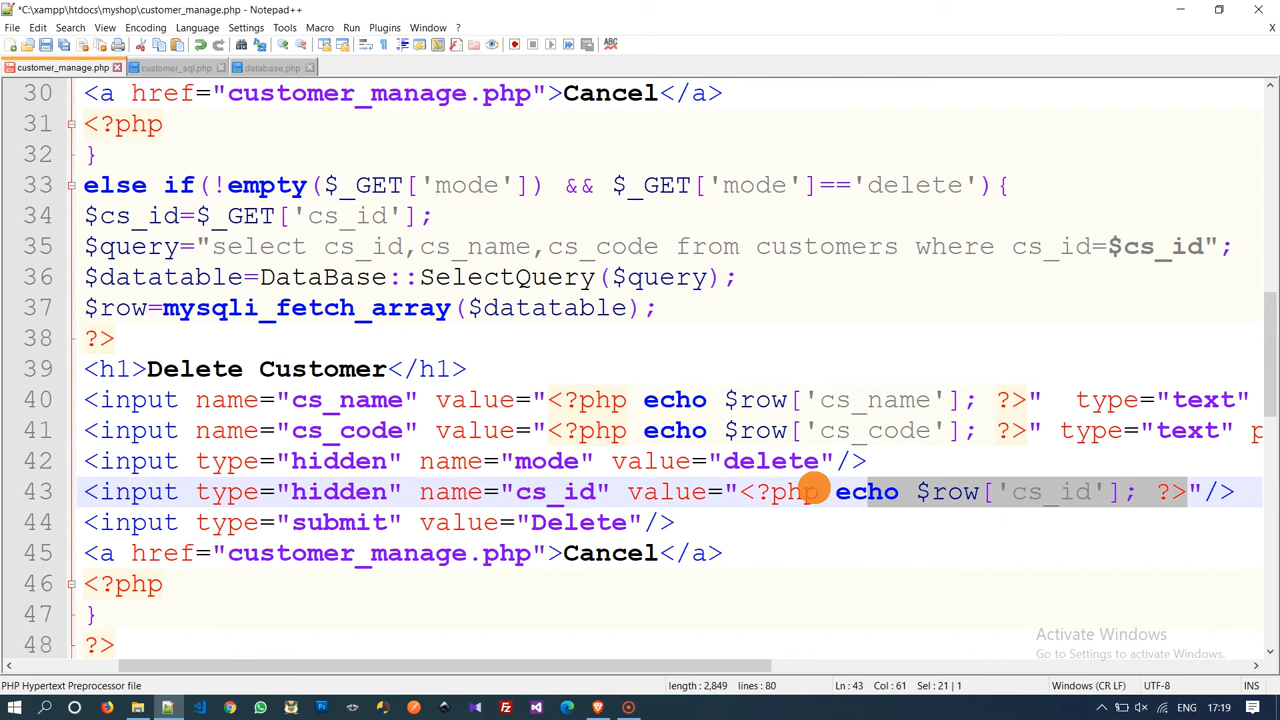 *C:\xampp\htdocs\myshop\customer_manage.php - Notepad++
File Edit Search View Encoding Language Settings Tools Macro Run Plugins Window ?
customer_manage.php customer_sql.php database.php
30 <a href="customer_manage.php">Cancel</a>
31 <?php
32 }
33 else if(!empty($_GET['mode']) && $_GET['mode']=='delete'){
34 $cs_id=$_GET['cs_id'];
35 $query="select cs_id,cs_name,cs_code from customers where cs_id=$cs_id";
36 $datatable=DataBase::SelectQuery($query);
37 $row=mysqli_fetch_array($datatable);
38 ?>
39 <h1>Delete Customer</h1>
40 <input name="cs_name" value="<?php echo $row['cs_name']; ?>"  type="text"
41 <input name="cs_code" value="<?php echo $row['cs_code']; ?>" type="text" p
42 <input type="hidden" name="mode" value="delete"/>
43 <input type="hidden" name="cs_id" value="<?php echo $row['cs_id']; ?>"/>
44 <input type="submit" value="Delete"/>
45 <a href="customer_manage.php">Cancel</a>
46 <?php
47 }
48 ?>
Activate Windows
Go to Settings to activate Windows.
PHP Hypertext Preprocessor file length : 2,849 lines : 80 Ln : 43 Col : 61 Sel : 21 | 1 Windows (CR LF) UTF-8 INS
ENG 17:19